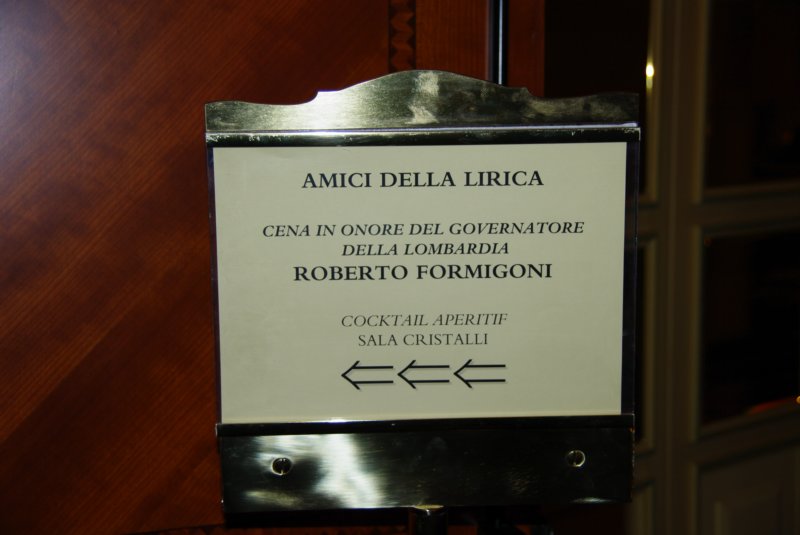 AMICI DELLA LIRICA
CENA IN ONORE DEL GOVERNATORE
DELLA LOMBARDIA
ROBERTO FORMIGONI
COCKTAIL APERITIF
SALA CRISTALLI